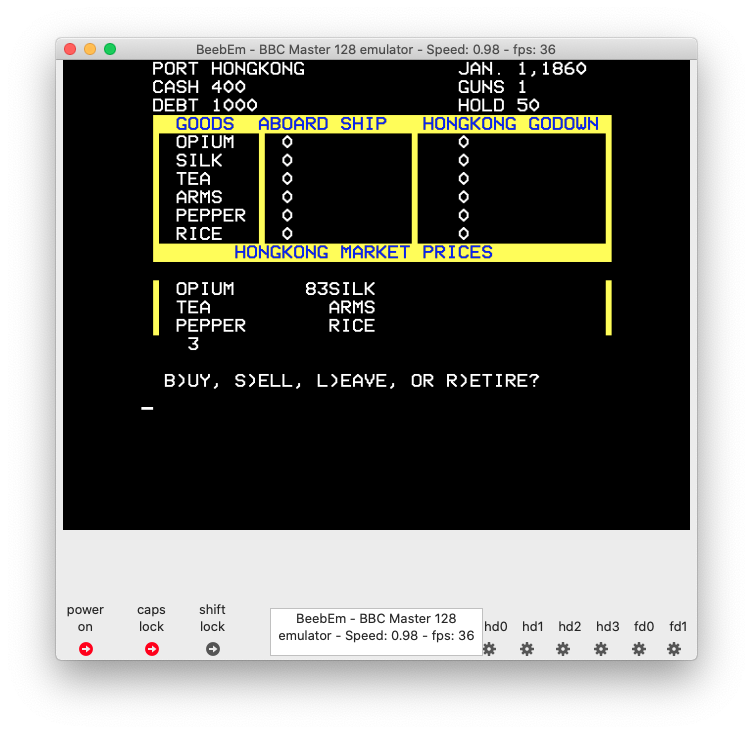 BeebEm - BBC Master 128 emulator - Speed: 0.98 - fps: 36
PORT HONGKONG JAN. 1,1860
CASH 400 GUNS 1
DEBT 1000 HOLD 50
GOODS ABOARD SHIP HONGKONG GODOWN
OPIUM 0 0
SILK 0 0
TEA 0 0
ARMS 0 0
PEPPER 0 0
RICE 0 0
HONGKONG MARKET PRICES
OPIUM 83SILK
TEA ARMS
PEPPER RICE
3
B)UY, S)ELL, L)EAVE, OR R)ETIRE?
power on
caps lock
shift lock
BeebEm - BBC Master 128
emulator - Speed: 0.98 - fps: 36
hd0 hd1 hd2 hd3 fd0 fd1